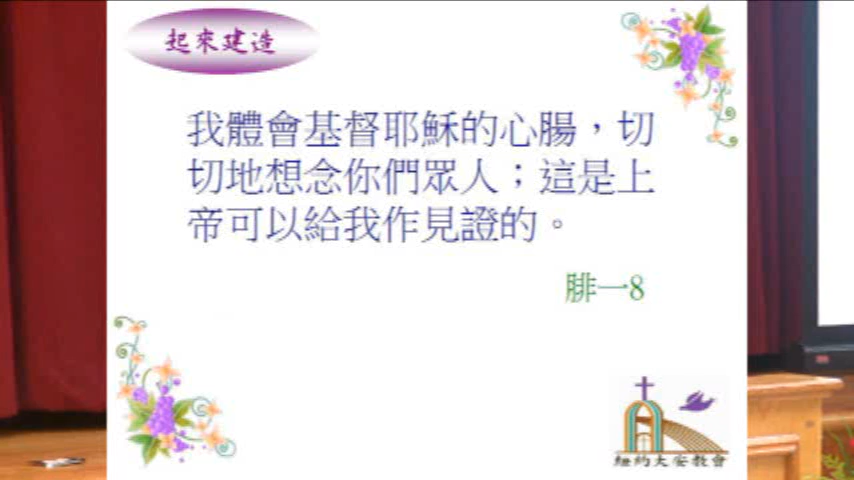 起來建造
我體會基督耶穌的心腸，切
切地想念你們眾人；這是上
帝可以給我作見證的。
腓一8
紐約大安教會